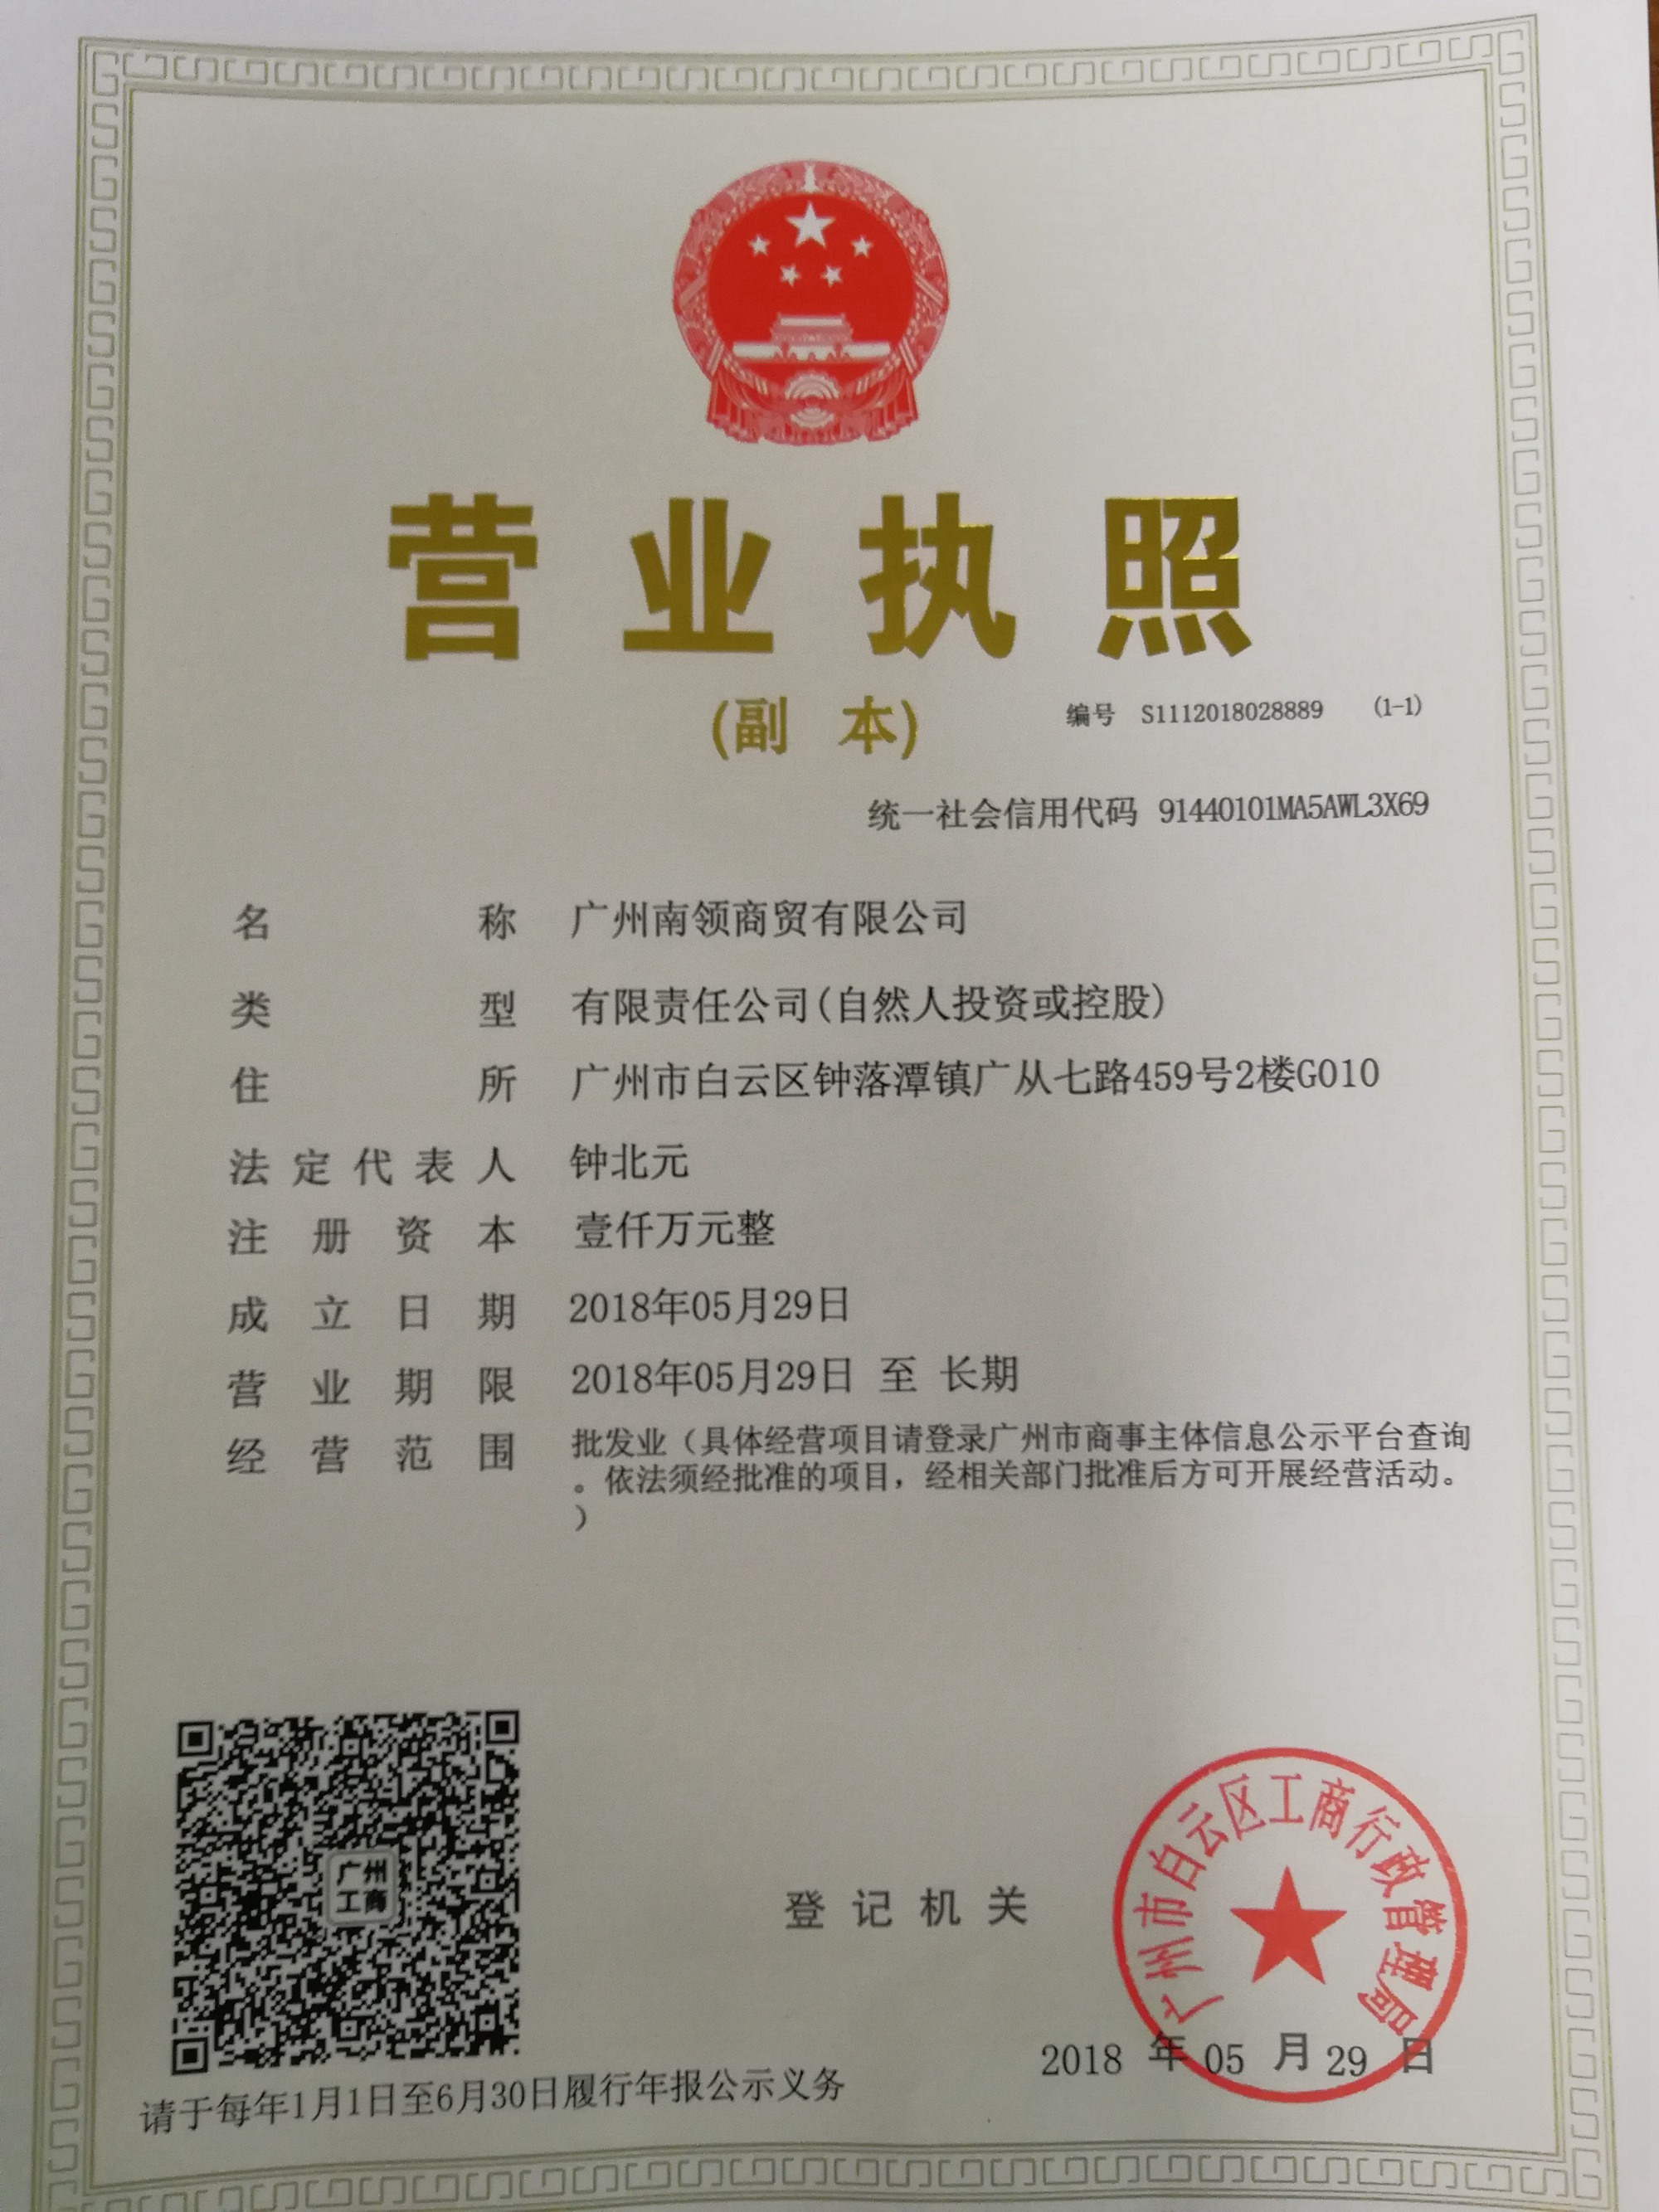 营业执照
(副 本)
编号 S1112018028889 (1-1)
统一社会信用代码 91440101MA5AWL3X69
名称 广州南领商贸有限公司
类型 有限责任公司(自然人投资或控股)
住所 广州市白云区钟落潭镇广从七路459号2楼G010
法定代表人 钟北元
注册资本 壹仟万元整
成立日期 2018年05月29日
营业期限 2018年05月29日 至 长期
经营范围 批发业（具体经营项目请登录广州市商事主体信息公示平台查询
。依法须经批准的项目，经相关部门批准后方可开展经营活动。
）
广州
工商
登记机关
广州市白云区工商行政管理局
2018 年 05 月 29 日
请于每年1月1日至6月30日履行年报公示义务